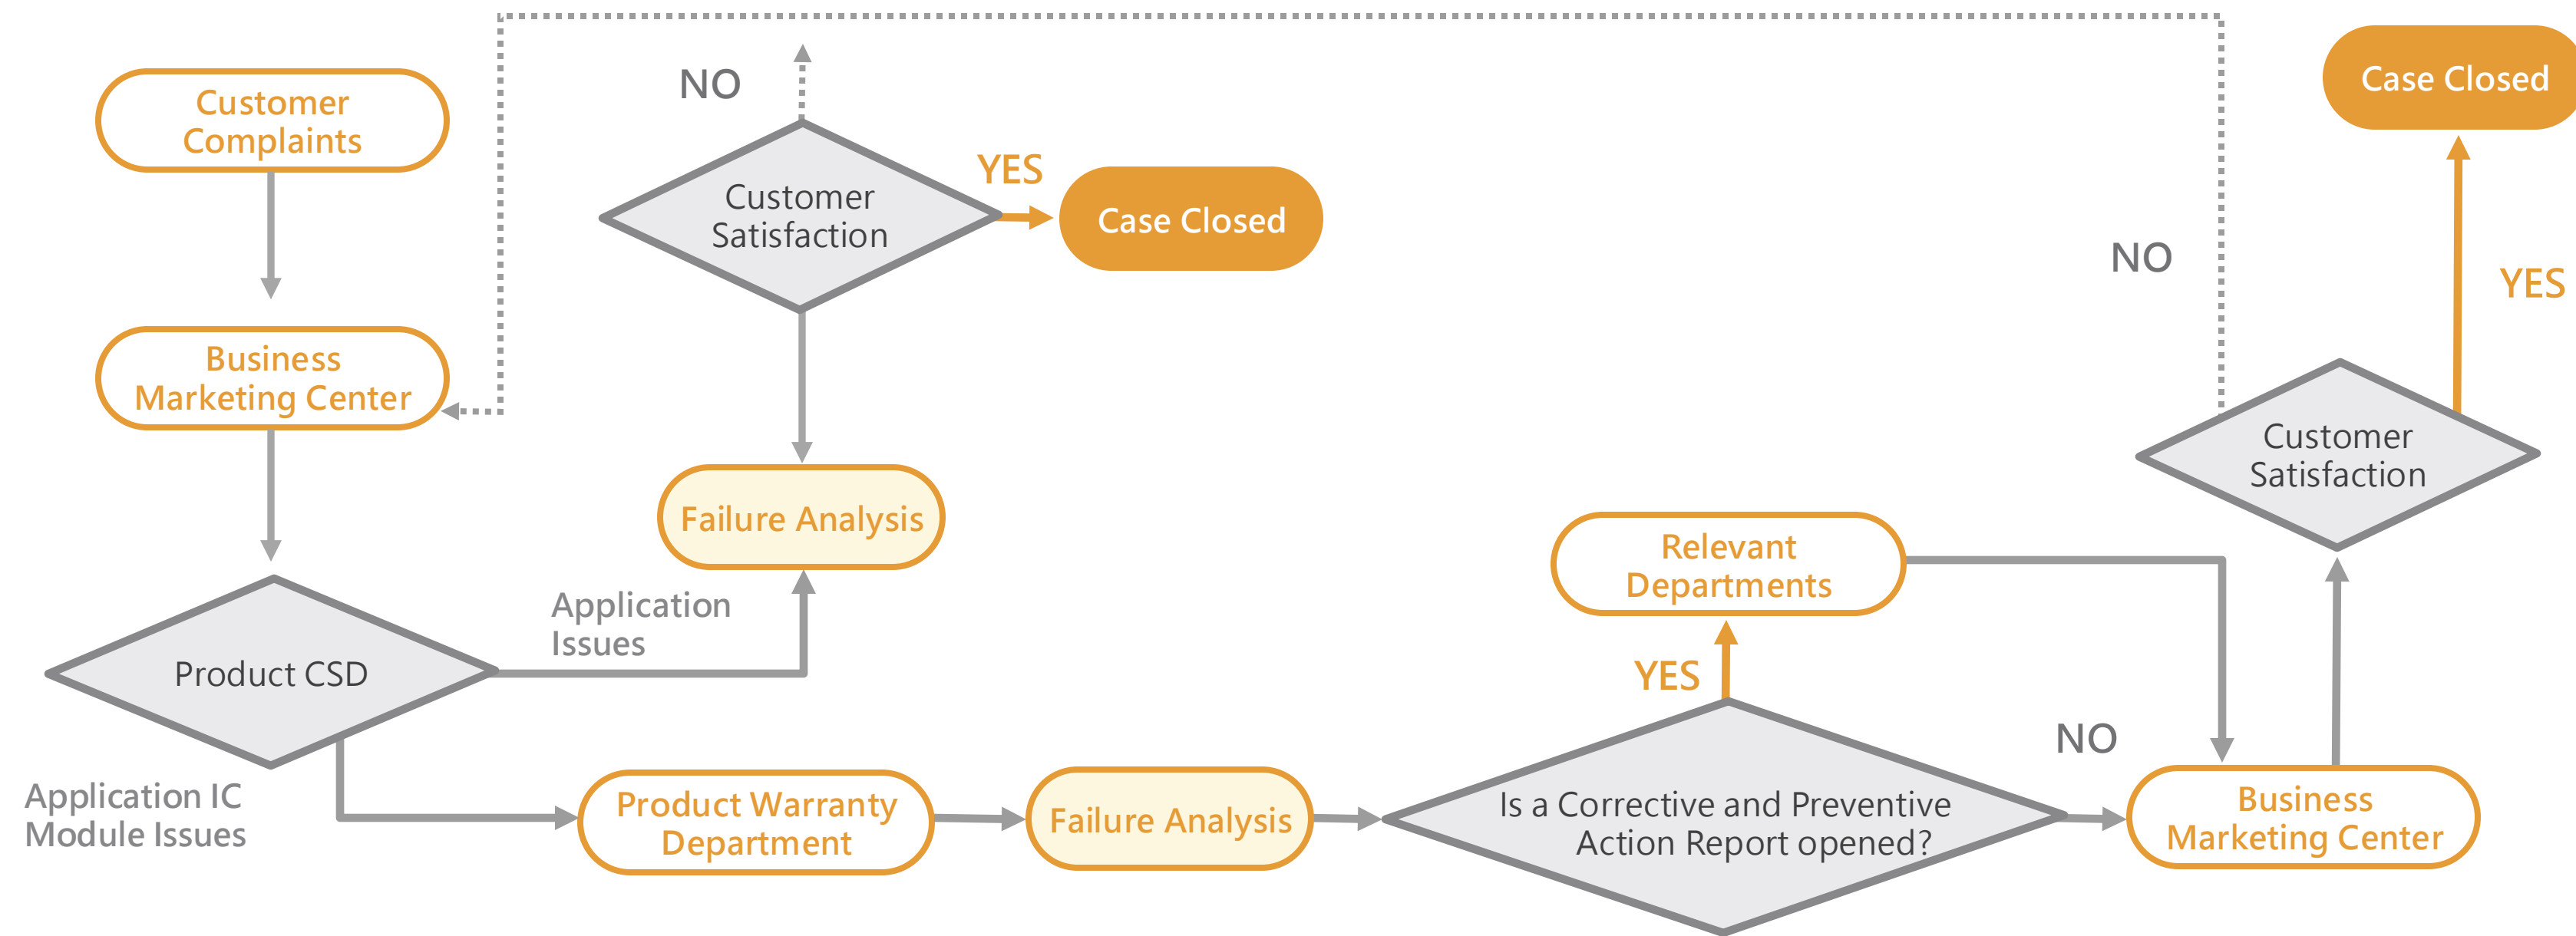 Customer
Complaints
Business
Marketing Center
Product CSD
Application
Issues
Application IC
Module Issues
NO
Customer
Satisfaction
YES
Case Closed
Failure Analysis
Product Warranty
Department
Failure Analysis
Is a Corrective and Preventive
Action Report opened?
YES
Relevant
Departments
NO
Business
Marketing Center
Customer
Satisfaction
NO
YES
Case Closed